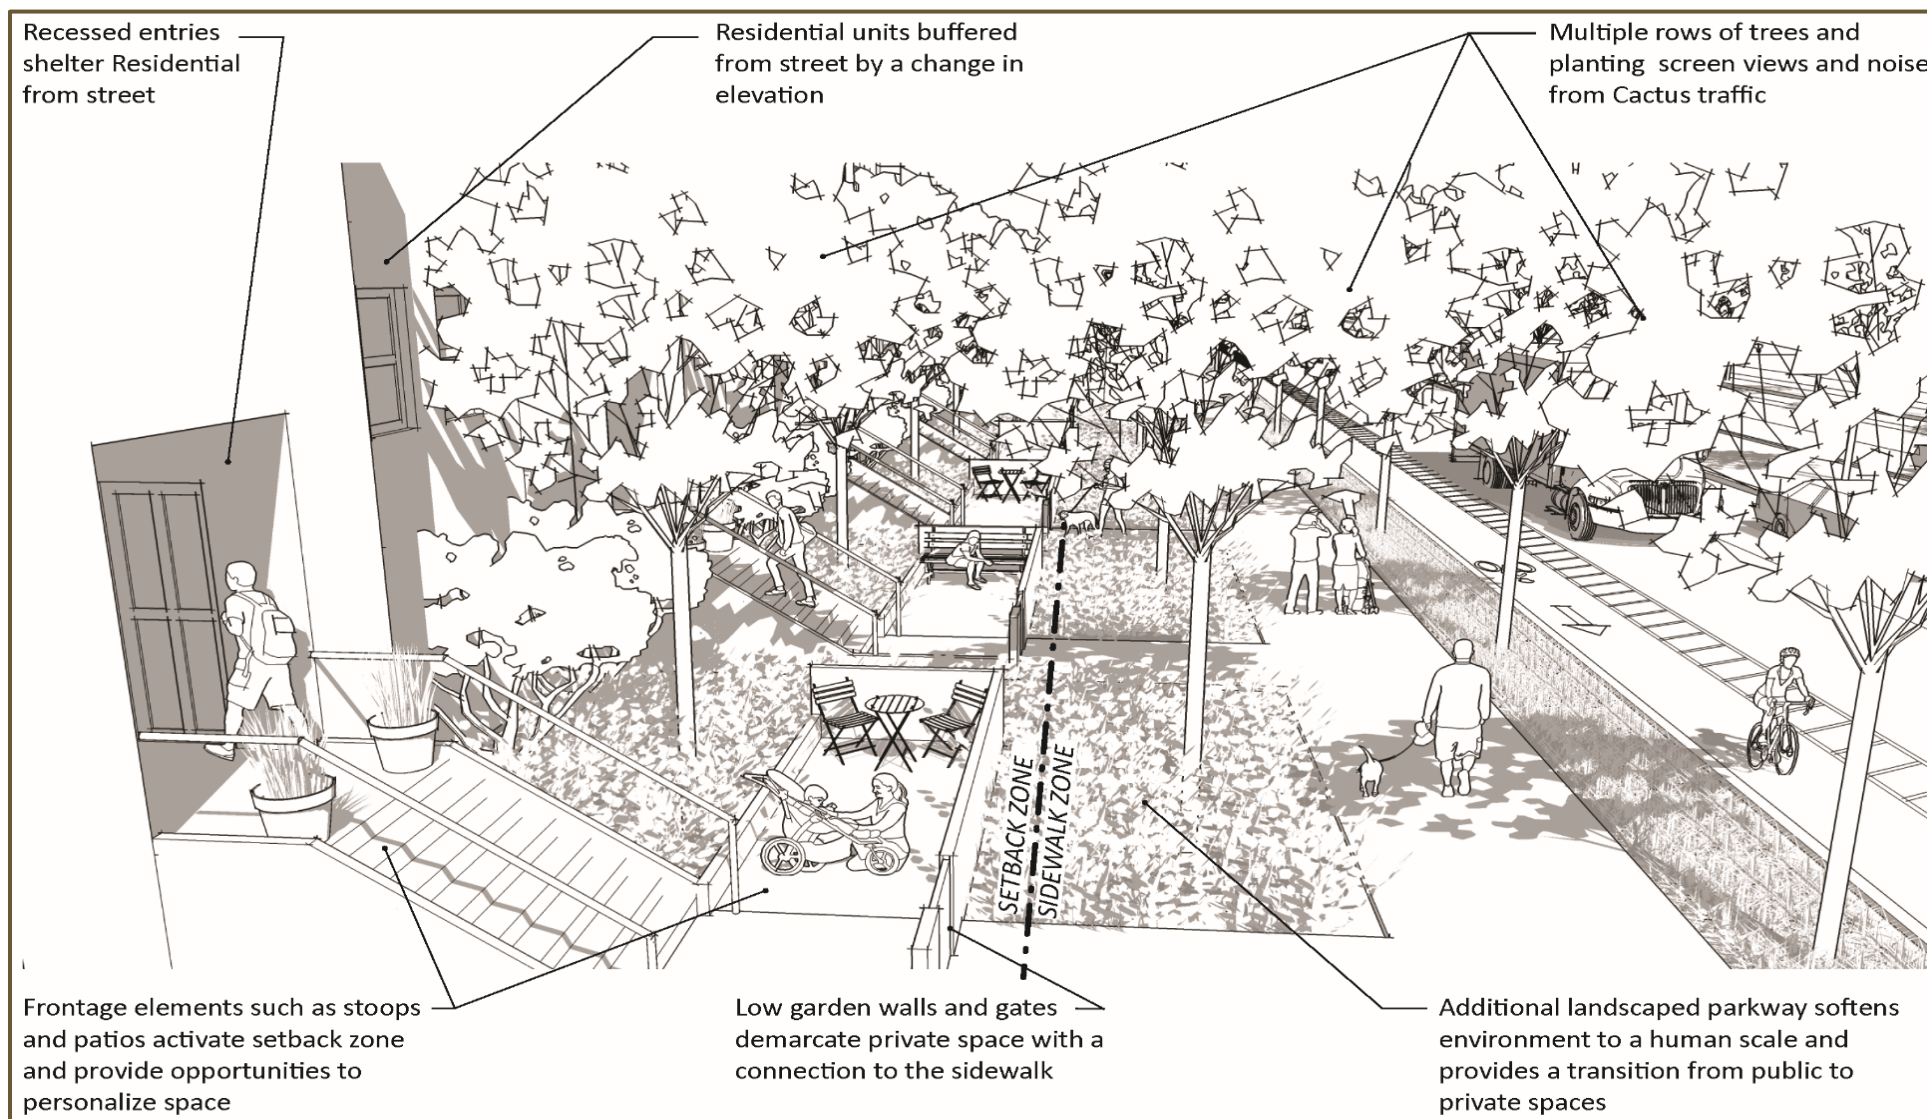 Recessed entries
shelter Residential
from street
Residential units buffered
from street by a change in
elevation
Multiple rows of trees and
planting screen views and noise
from Cactus traffic
SETBACK ZONE
SIDEWALK ZONE
Frontage elements such as stoops
and patios activate setback zone
and provide opportunities to
personalize space
Low garden walls and gates
demarcate private space with a
connection to the sidewalk
Additional landscaped parkway softens
environment to a human scale and
provides a transition from public to
private spaces